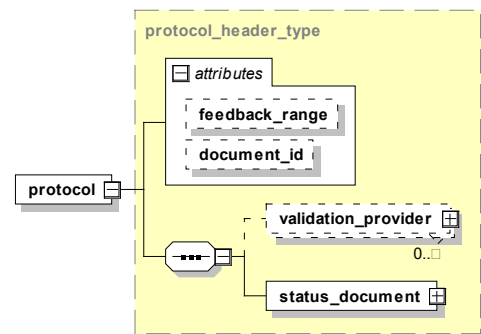 protocol_header_type
attributes
feedback_range
document_id
protocol
validation_provider
0..□
status_document